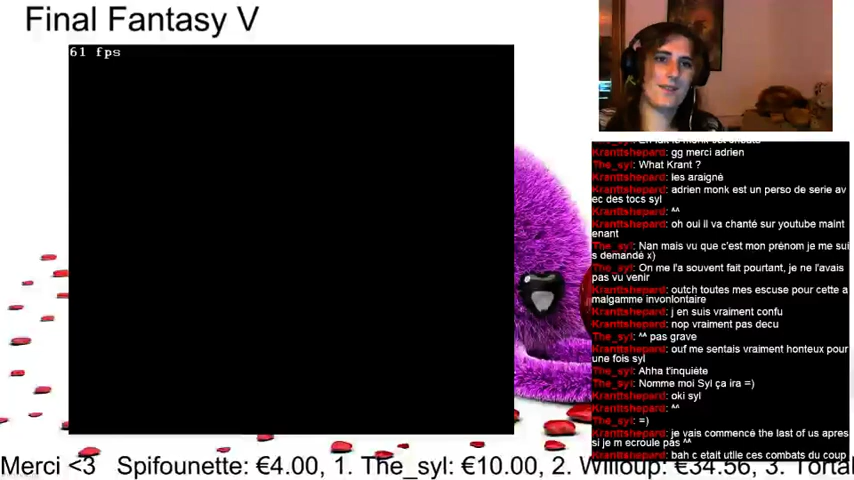 Final Fantasy V
61 fps
Kranttshepard: gg merci adrien
The_syl: What Krant ?
Kranttshepard: les araigné
Kranttshepard: adrien monk est un perso de serie av
ec des tocs syl
Kranttshepard: ^^
Kranttshepard: oh oui il va chanté sur youtube maint
enant
The_syl: Nan mais vu que c'est mon prénom je me sui
s demandé x)
The_syl: On me l'a souvent fait pourtant, je ne l'avais
pas vu venir
Kranttshepard: outch toutes mes escuse pour cette a
malgamme involontaire
Kranttshepard: j en suis vraiment confu
Kranttshepard: nop vraiment pas decu
The_syl: ^^ pas grave
Kranttshepard: ouf me sentais vraiment honteux pour
une fois syl
The_syl: Ahha t'inquiéte
The_syl: Nomme moi Syl ça ira =)
Kranttshepard: oki syl
Kranttshepard: ^^
The_syl: =)
Kranttshepard: je vais commencé the last of us apres
si je m ecroule pas ^^
Kranttshepard: bah c etait utlie ces combats du coup
Merci <3 Spifounette: €4.00, 1. The_syl: €10.00, 2. Willoup: €34.56, 3. Tortal